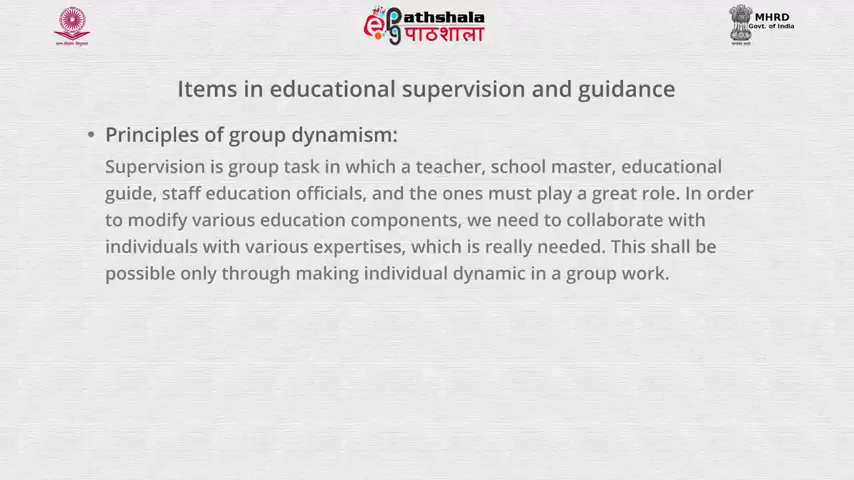 ePathshala
पाठशाला
MHRD
Govt. of India
Items in educational supervision and guidance
• Principles of group dynamism:
Supervision is group task in which a teacher, school master, educational
guide, staff education officials, and the ones must play a great role. In order
to modify various education components, we need to collaborate with
individuals with various expertises, which is really needed. This shall be
possible only through making individual dynamic in a group work.